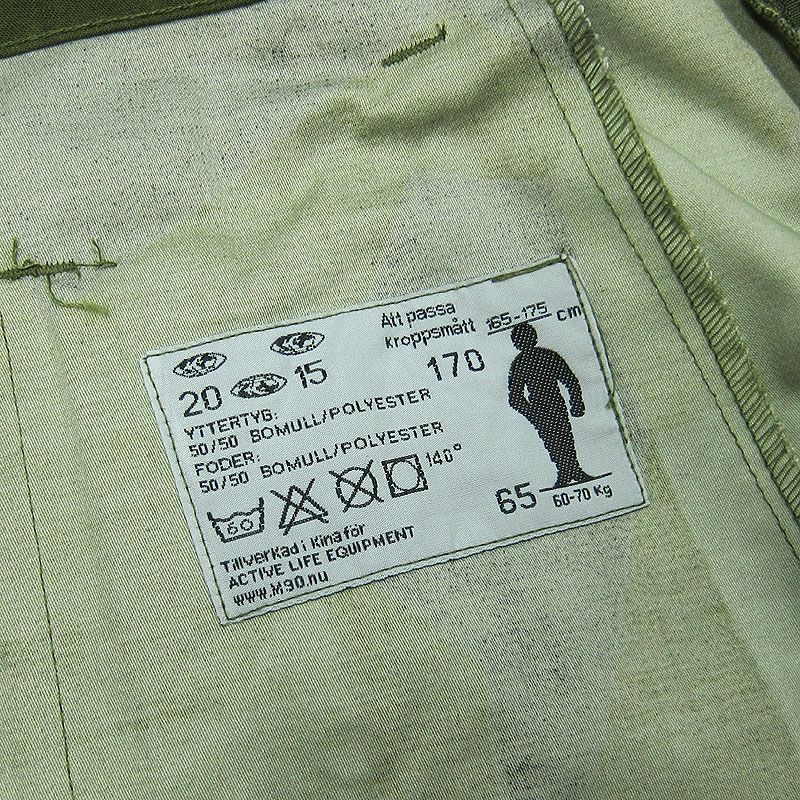 Att passa
kroppsmått 165-175 cm
20 15 170
YTTERTYG:
50/50 BOMULL/POLYESTER
FODER:
50/50 BOMULL/POLYESTER
60 140°
65 60-70 Kg
Tillverkad i Kina för
ACTIVE LIFE EQUIPMENT
www.M90.nu